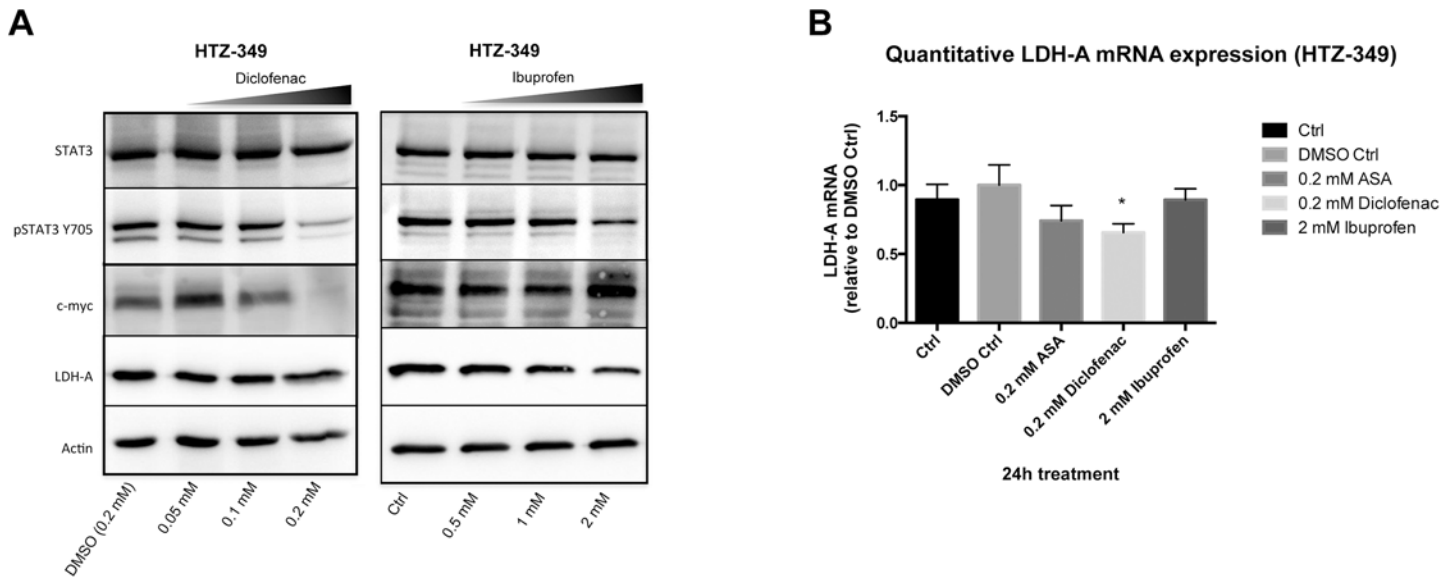 A
HTZ-349
Diclofenac
HTZ-349
Ibuprofen
STAT3
pSTAT3 Y705
c-myc
LDH-A
Actin
DMSO (0.2 mM)
0.05 mM
0.1 mM
0.2 mM
Ctrl
0.5 mM
1 mM
2 mM
B
Quantitative LDH-A mRNA expression (HTZ-349)
LDH-A mRNA
(relative to DMSO Ctrl)
1.5
1.0
0.5
0.0
*
Ctrl
DMSO Ctrl
0.2 mM ASA
0.2 mM Diclofenac
2 mM Ibuprofen
24h treatment
Ctrl
DMSO Ctrl
0.2 mM ASA
0.2 mM Diclofenac
2 mM Ibuprofen